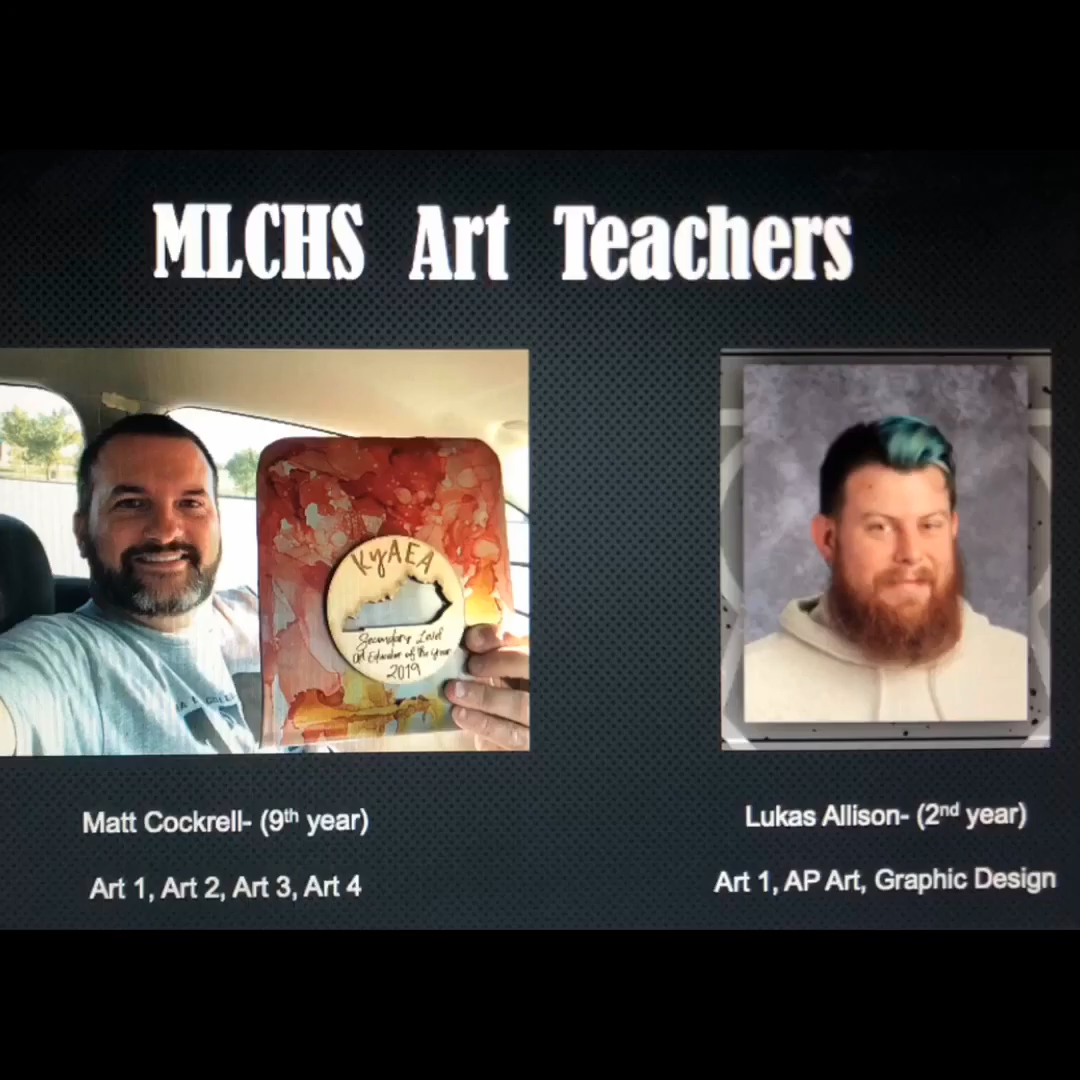 MLCHS Art Teachers
KyAEA
Secondary Level
Art Educator of the Year
2019
Matt Cockrell- (9th year)
Lukas Allison- (2nd year)
Art 1, Art 2, Art 3, Art 4
Art 1, AP Art, Graphic Design